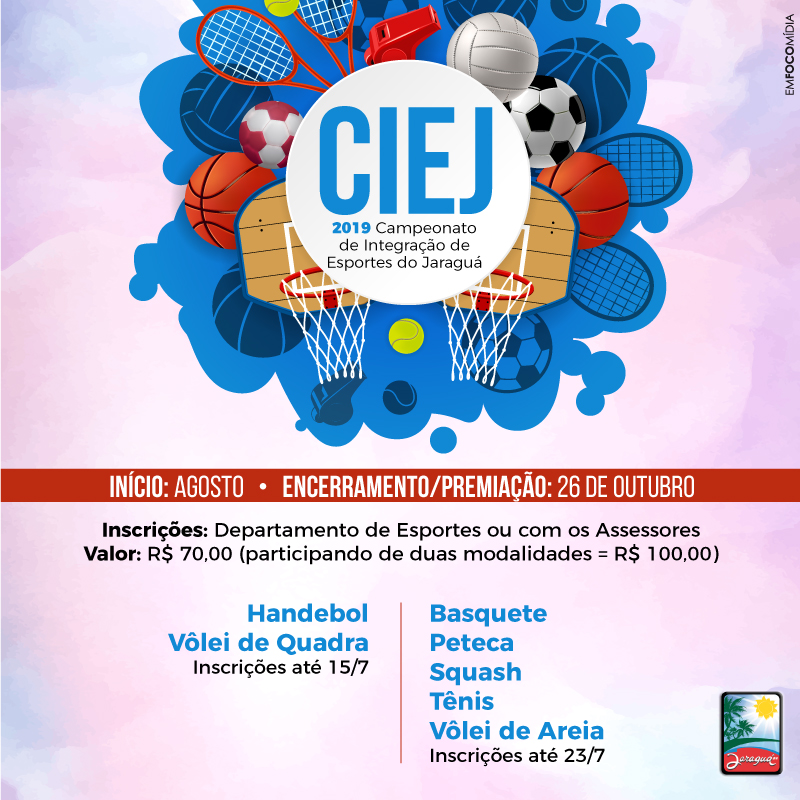 EMFOCOMÍDIA
CIEJ
2019 Campeonato
de Integração de
Esportes do Jaraguá
INÍCIO: AGOSTO • ENCERRAMENTO/PREMIAÇÃO: 26 DE OUTUBRO
Inscrições: Departamento de Esportes ou com os Assessores
Valor: R$ 70,00 (participando de duas modalidades = R$ 100,00)
Handebol
Vôlei de Quadra
Inscrições até 15/7
Basquete
Peteca
Squash
Tênis
Vôlei de Areia
Inscrições até 23/7
Jaraguá